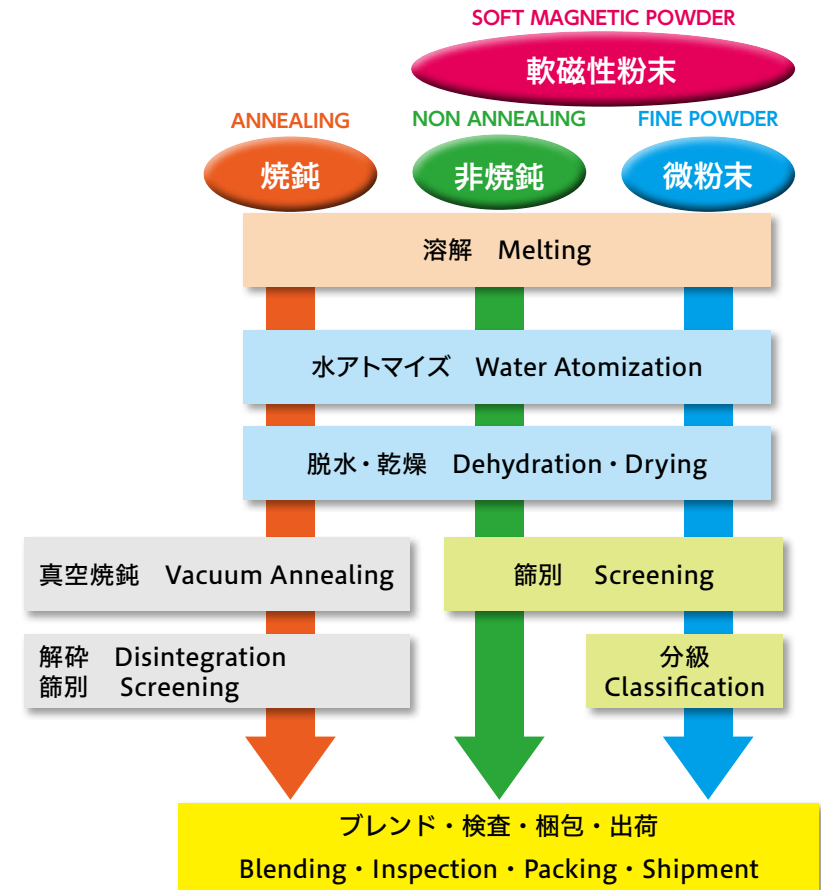 SOFT MAGNETIC POWDER
軟磁性粉末
ANNEALING NON ANNEALING FINE POWDER
焼鈍 非焼鈍 微粉末
溶解 Melting
水アトマイズ Water Atomization
脱水・乾燥 Dehydration・Drying
真空焼鈍 Vacuum Annealing
篩別 Screening
解砕 Disintegration
篩別 Screening
分級
Classification
ブレンド・検査・梱包・出荷
Blending・Inspection・Packing・Shipment